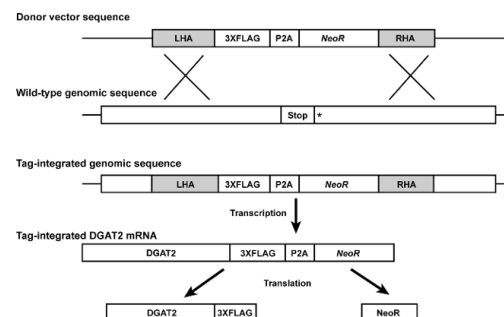 Donor vector sequence
LHA 3XFLAG P2A NeoR RHA
Wild-type genomic sequence
Stop *
Tag-integrated genomic sequence
LHA 3XFLAG P2A NeoR RHA
Transcription
Tag-integrated DGAT2 mRNA
DGAT2 3XFLAG P2A NeoR
Translation
DGAT2 3XFLAG NeoR